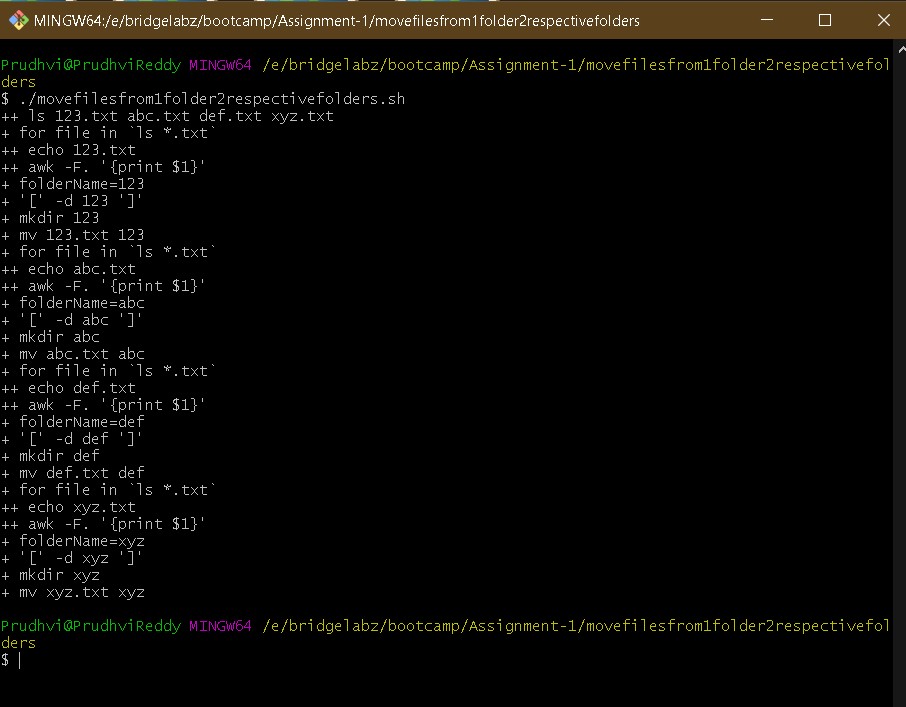 MINGW64:/e/bridgelabz/bootcamp/Assignment-1/movefilesfrom1folder2respectivefolders
Prudhvi@PrudhviReddy MINGW64 /e/bridgelabz/bootcamp/Assignment-1/movefilesfrom1folder2respectivefol
ders
$ ./movefilesfrom1folder2respectivefolders.sh
++ ls 123.txt abc.txt def.txt xyz.txt
+ for file in `ls *.txt`
++ echo 123.txt
++ awk -F. '{print $1}'
+ folderName=123
+ '[' -d 123 ']'
+ mkdir 123
+ mv 123.txt 123
+ for file in `ls *.txt`
++ echo abc.txt
++ awk -F. '{print $1}'
+ folderName=abc
+ '[' -d abc ']'
+ mkdir abc
+ mv abc.txt abc
+ for file in `ls *.txt`
++ echo def.txt
++ awk -F. '{print $1}'
+ folderName=def
+ '[' -d def ']'
+ mkdir def
+ mv def.txt def
+ for file in `ls *.txt`
++ echo xyz.txt
++ awk -F. '{print $1}'
+ folderName=xyz
+ '[' -d xyz ']'
+ mkdir xyz
+ mv xyz.txt xyz
Prudhvi@PrudhviReddy MINGW64 /e/bridgelabz/bootcamp/Assignment-1/movefilesfrom1folder2respectivefol
ders
$